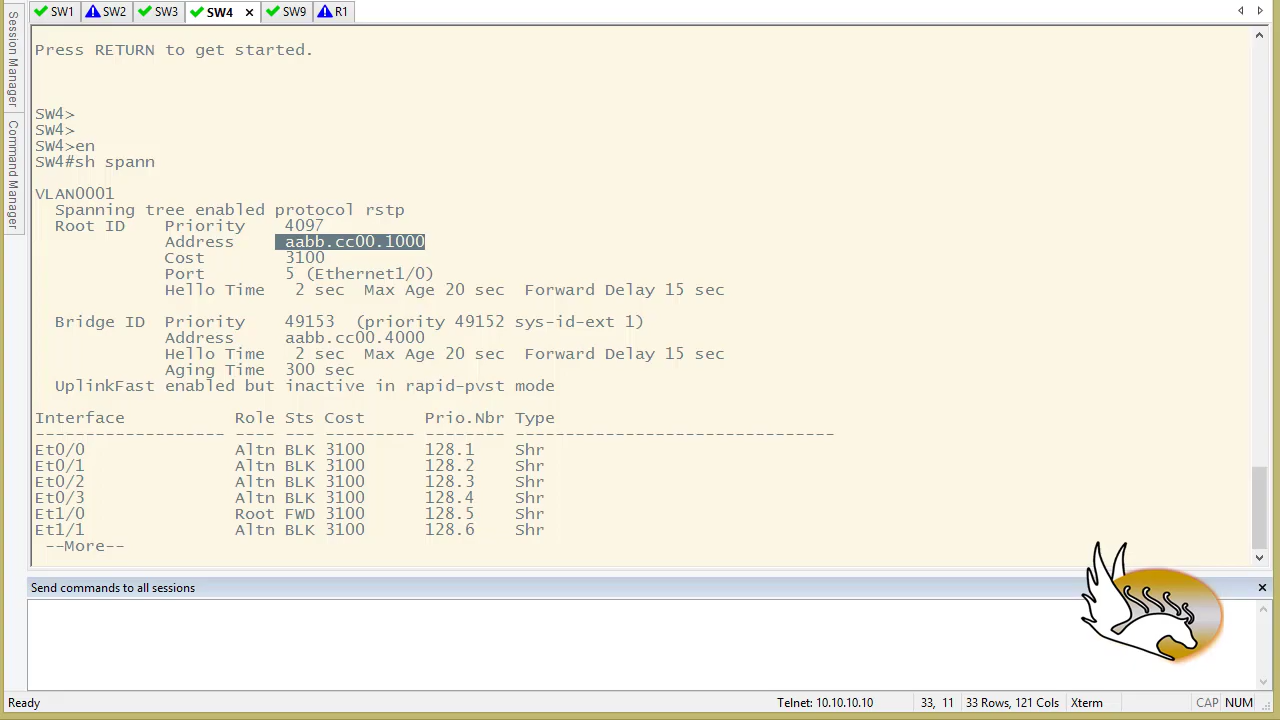 SW1 SW2 SW3 SW4 × SW9 R1
Session Manager
Command Manager
Press RETURN to get started.
SW4>
SW4>
SW4>en
SW4#sh spann
VLAN0001
Spanning tree enabled protocol rstp
Root ID Priority 4097
Address aabb.cc00.1000
Cost 3100
Port 5 (Ethernet1/0)
Hello Time 2 sec Max Age 20 sec Forward Delay 15 sec
Bridge ID Priority 49153 (priority 49152 sys-id-ext 1)
Address aabb.cc00.4000
Hello Time 2 sec Max Age 20 sec Forward Delay 15 sec
Aging Time 300 sec
UplinkFast enabled but inactive in rapid-pvst mode
Interface Role Sts Cost Prio.Nbr Type
------------------- ---- --- --------- -------- --------------------------------
Et0/0 Altn BLK 3100 128.1 Shr
Et0/1 Altn BLK 3100 128.2 Shr
Et0/2 Altn BLK 3100 128.3 Shr
Et0/3 Altn BLK 3100 128.4 Shr
Et1/0 Root FWD 3100 128.5 Shr
Et1/1 Altn BLK 3100 128.6 Shr
--More--
Send commands to all sessions
Ready Telnet: 10.10.10.10 33, 11 33 Rows, 121 Cols Xterm CAP NUM